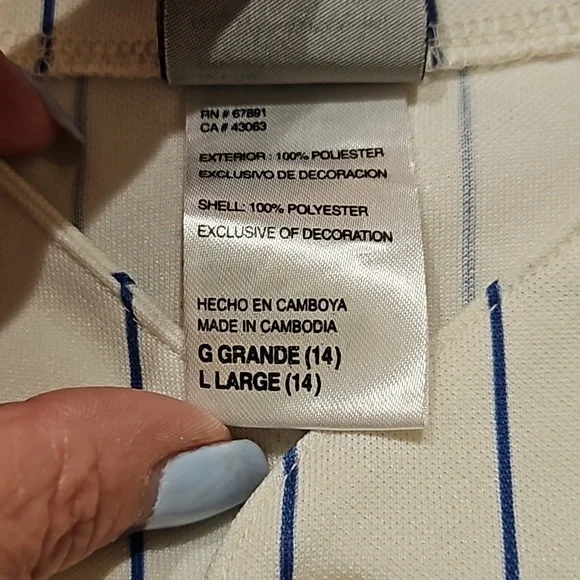 RN # 67891
CA # 43063
EXTERIOR : 100% POLIESTER
EXCLUSIVO DE DECORACION
SHELL: 100% POLYESTER
EXCLUSIVE OF DECORATION
HECHO EN CAMBOYA
MADE IN CAMBODIA
G GRANDE (14)
L LARGE (14)